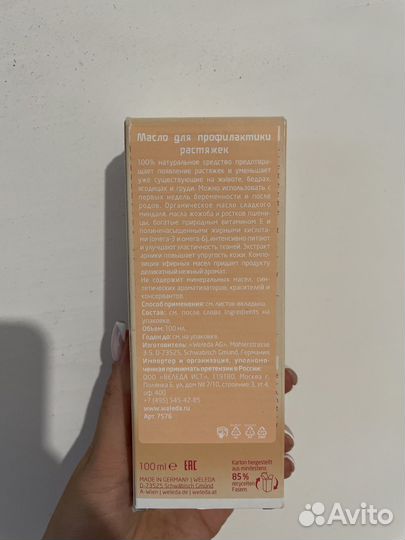 Масло для профилактики
растяжек
100% натуральное средство предотвра-
щает появление растяжек и уменьшает
уже существующие на животе, бедрах,
ягодицах и груди. Можно использовать с
первых недель беременности и после
родов. Органическое масло сладкого
миндаля, масла жожоба и ростков пшени-
цы, богатые природным витамином Е и
полиненасыщенными жирными кислота-
ми (омега-3 и омега-6), интенсивно питают
и улучшают эластичность тканей. Экстракт
арники повышает упругость кожи. Компо-
зиция эфирных масел придает продукту
деликатный нежный аромат.
Не содержит минеральных масел, син-
тетических ароматизаторов, красителей и
консервантов.
Способ применения: см. листок-вкладыш.
Состав: см. после слова Ingredients на
упаковке.
Объем: 100 мл.
Годен до: см. на упаковке.
Изготовитель: «Weleda AG», Möhlerstrasse
3-5, D-73525, Schwäbisch Gmünd, Германия
Импортер и организация, уполномо-
ченная принимать претензии в России:
ООО «ВЕЛЕДА ИСТ», 119180, Москва, г
Полянка Б. ул, дом № 2/10, строение 3, эт 4,
оф. 400
+7 (495) 545-42-85
www.weleda.ru
Арт. 7576
100 ml e EAC
MADE IN GERMANY | WELEDA
D-73525 Schwäbisch Gmünd
A-Wien | weleda.de | weleda.at
Karton hergestellt
aus mindestens
85%
recycelten
Fasern
Avito